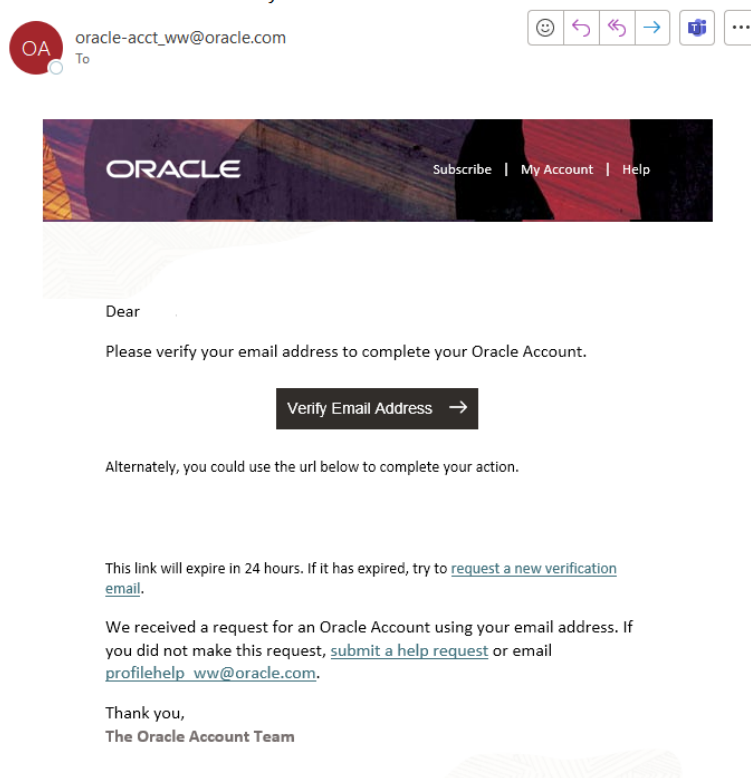 OA
oracle-acct_ww@oracle.com
To
ORACLE
Subscribe | My Account | Help
Dear
Please verify your email address to complete your Oracle Account.
Verify Email Address →
Alternately, you could use the url below to complete your action.
This link will expire in 24 hours. If it has expired, try to request a new verification
email.
We received a request for an Oracle Account using your email address. If
you did not make this request, submit a help request or email
profilehelp_ww@oracle.com.
Thank you,
The Oracle Account Team